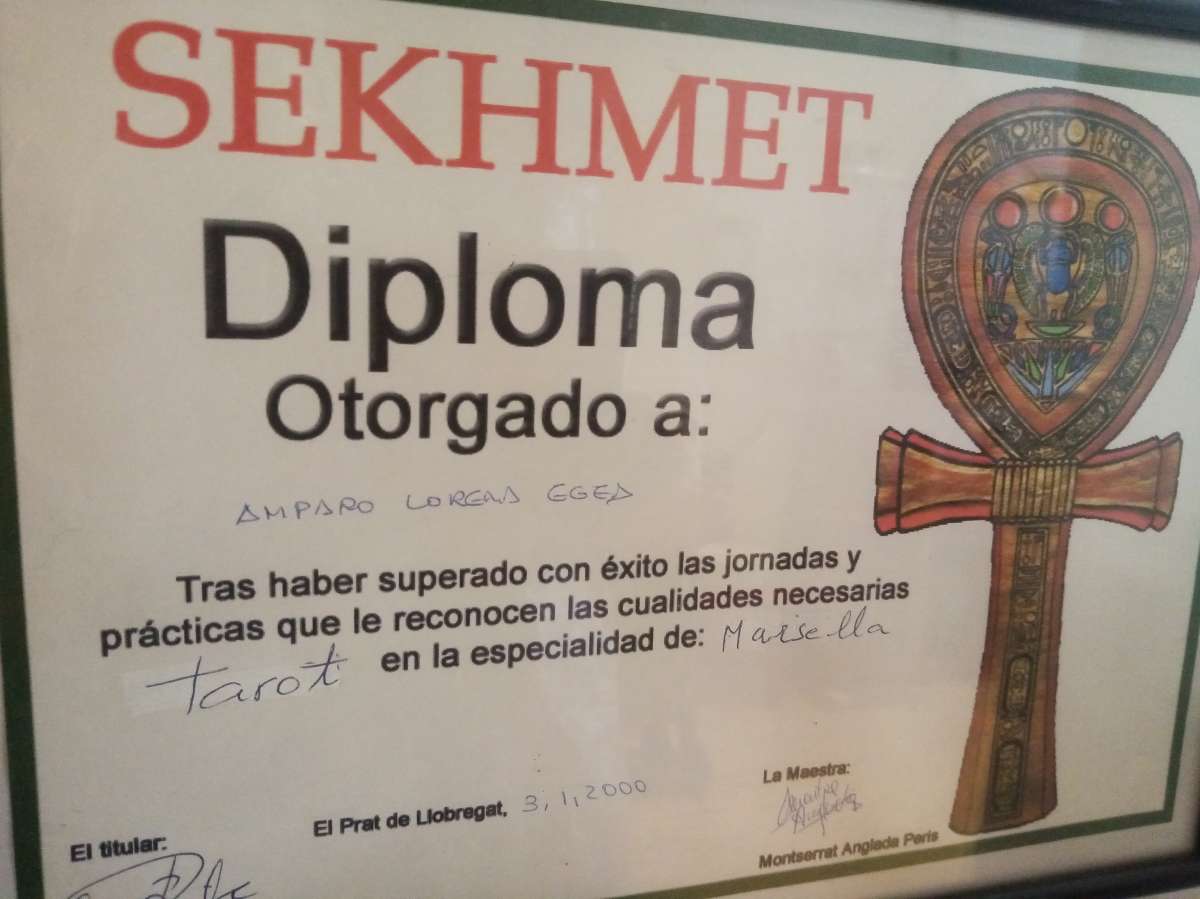 SEKHMET
Diploma
Otorgado a:
AMPARO LORENA EGEA
Tras haber superado con éxito las jornadas y
prácticas que le reconocen las cualidades necesarias
tarot en la especialidad de: Marsella
El Prat de Llobregat, 3, 1, 2000
La Maestra:
El titular:
Montserrat Anglada Peris